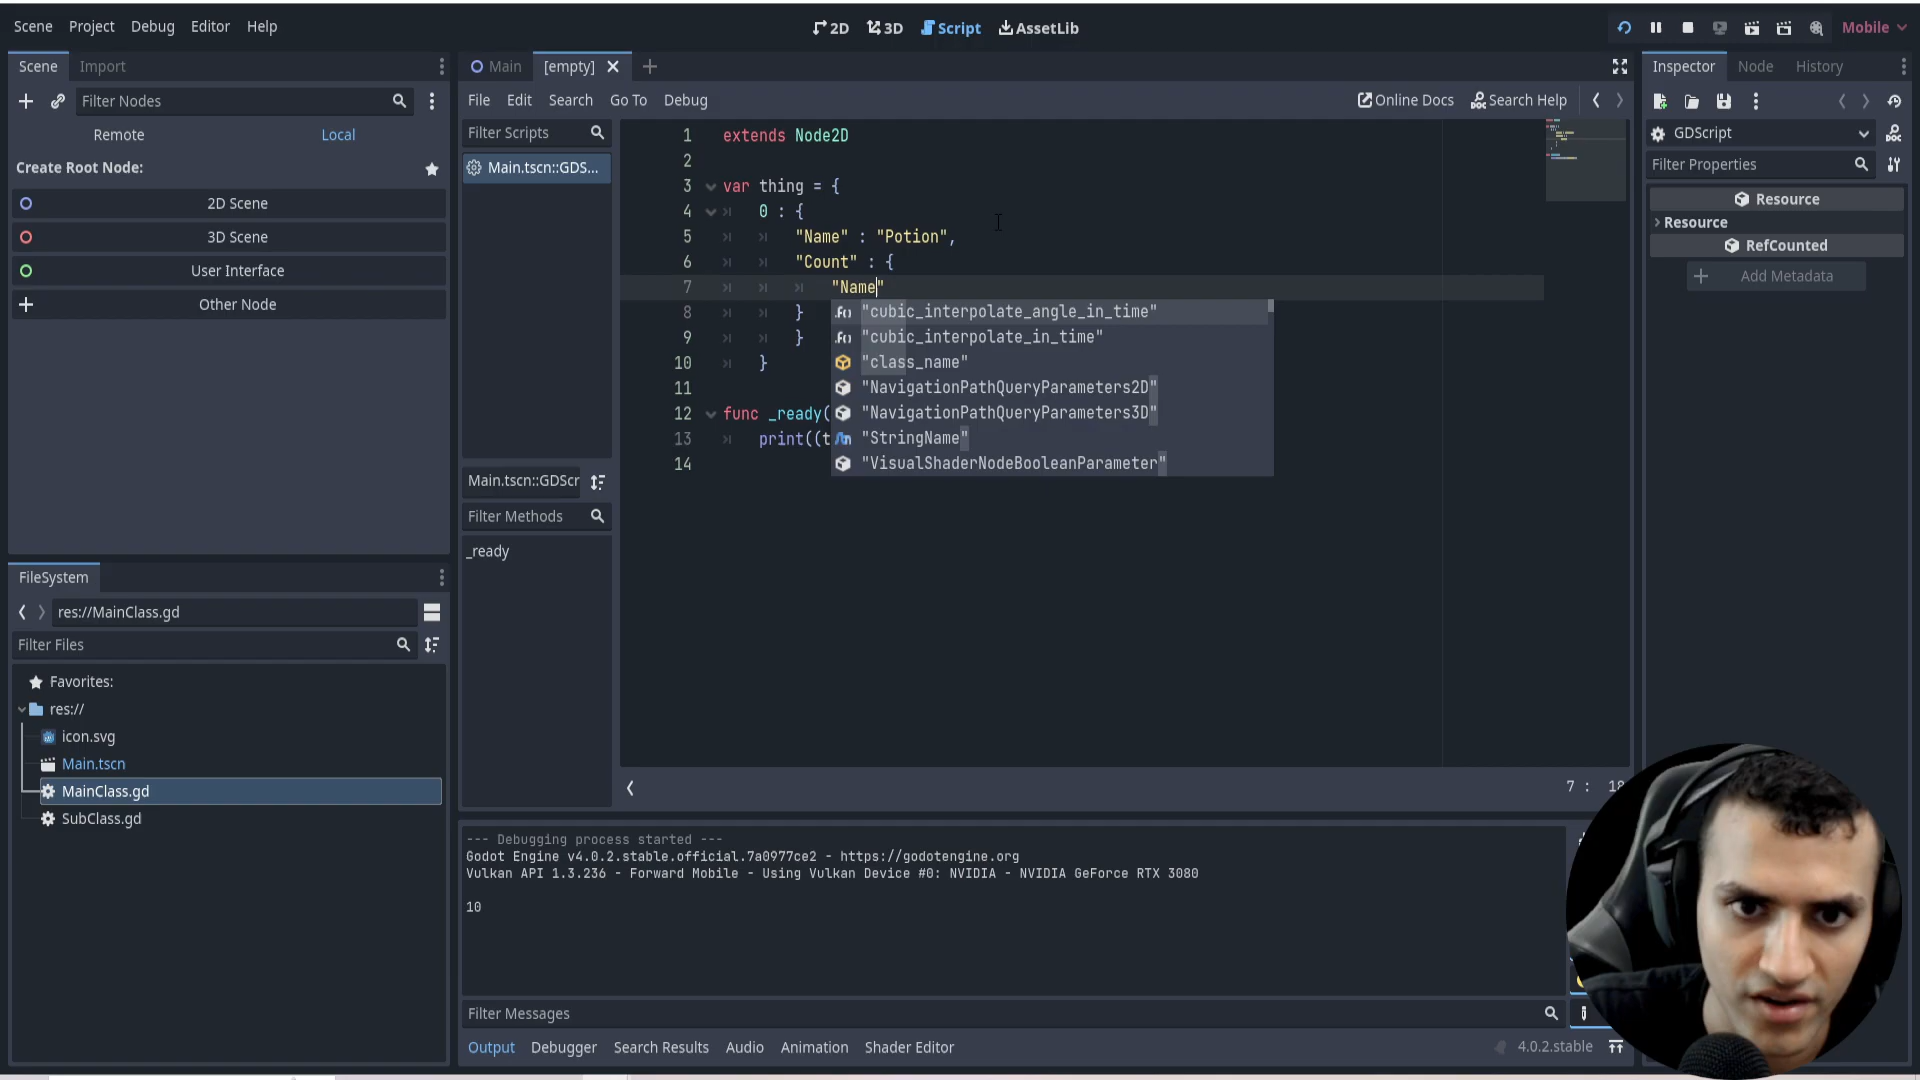 Scene Project Debug Editor Help
2D 3D Script AssetLib
Mobile
Scene Import
Filter Nodes
Remote Local
Create Root Node:
2D Scene
3D Scene
User Interface
Other Node
FileSystem
res://MainClass.gd
Filter Files
Favorites:
res://
icon.svg
Main.tscn
MainClass.gd
SubClass.gd
Main [empty]
File Edit Search Go To Debug
Online Docs Search Help
Filter Scripts
Main.tscn::GDS...
Main.tscn::GDScr
Filter Methods
_ready
1 extends Node2D
2
3 var thing = {
4 0 : {
5 "Name" : "Potion",
6 "Count" : {
7 "Name"
8 }
9 }
10 }
11
12 func _ready(
13 print((t
14
"cubic_interpolate_angle_in_time"
"cubic_interpolate_in_time"
"class_name"
"NavigationPathQueryParameters2D"
"NavigationPathQueryParameters3D"
"StringName"
"VisualShaderNodeBooleanParameter"
7 : 18
--- Debugging process started ---
Godot Engine v4.0.2.stable.official.7a0977ce2 - https://godotengine.org
Vulkan API 1.3.236 - Forward Mobile - Using Vulkan Device #0: NVIDIA - NVIDIA GeForce RTX 3080
10
Filter Messages
Output Debugger Search Results Audio Animation Shader Editor
4.0.2.stable
Inspector Node History
GDScript
Filter Properties
Resource
Resource
RefCounted
Add Metadata